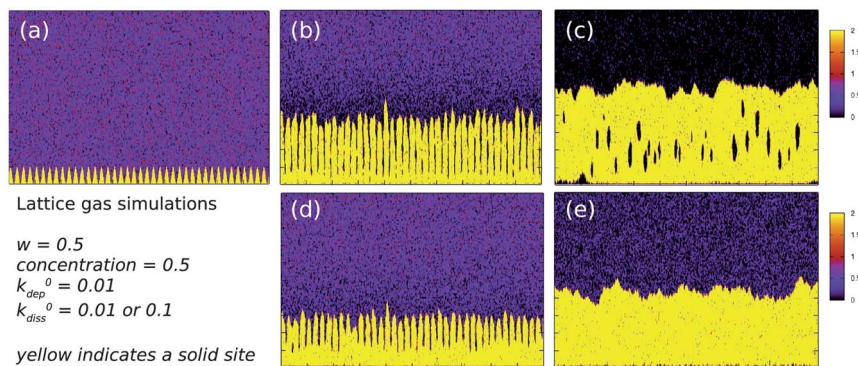 (a)
(b)
(c)
2
1.5
1
0.5
0
Lattice gas simulations
w = 0.5
concentration = 0.5
k_dep^0 = 0.01
k_diss^0 = 0.01 or 0.1
yellow indicates a solid site
(d)
(e)
2
1.5
1
0.5
0